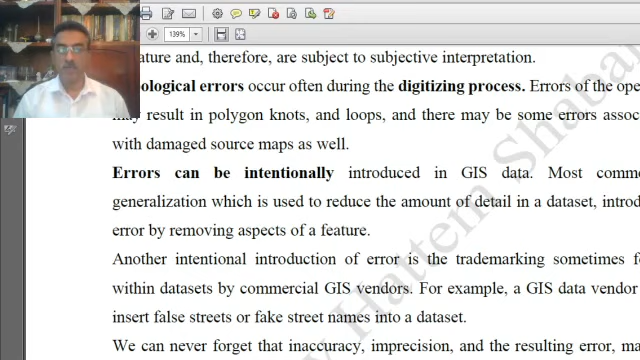 139%
ature and, therefore, are subject to subjective interpretation.
ological errors occur often during the digitizing process. Errors of the ope
may result in polygon knots, and loops, and there may be some errors assoc
with damaged source maps as well.
Errors can be intentionally introduced in GIS data. Most comm
generalization which is used to reduce the amount of detail in a dataset, introd
error by removing aspects of a feature.
Another intentional introduction of error is the trademarking sometimes f
within datasets by commercial GIS vendors. For example, a GIS data vendor
insert false streets or fake street names into a dataset.
We can never forget that inaccuracy, imprecision, and the resulting error, ma
y Hattem Shaba